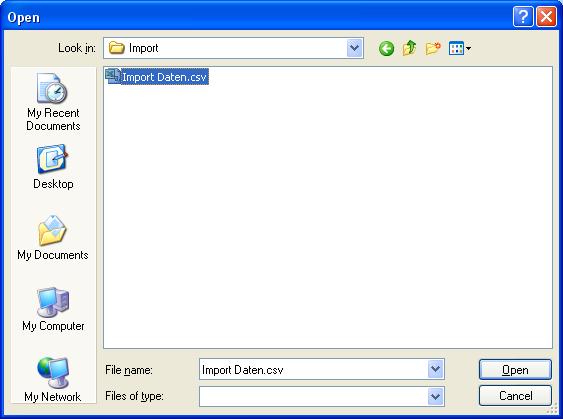 Open
Look in: Import
Import Daten.csv
My Recent
Documents
Desktop
My Documents
My Computer
My Network
File name: Import Daten.csv Open
Files of type: Cancel